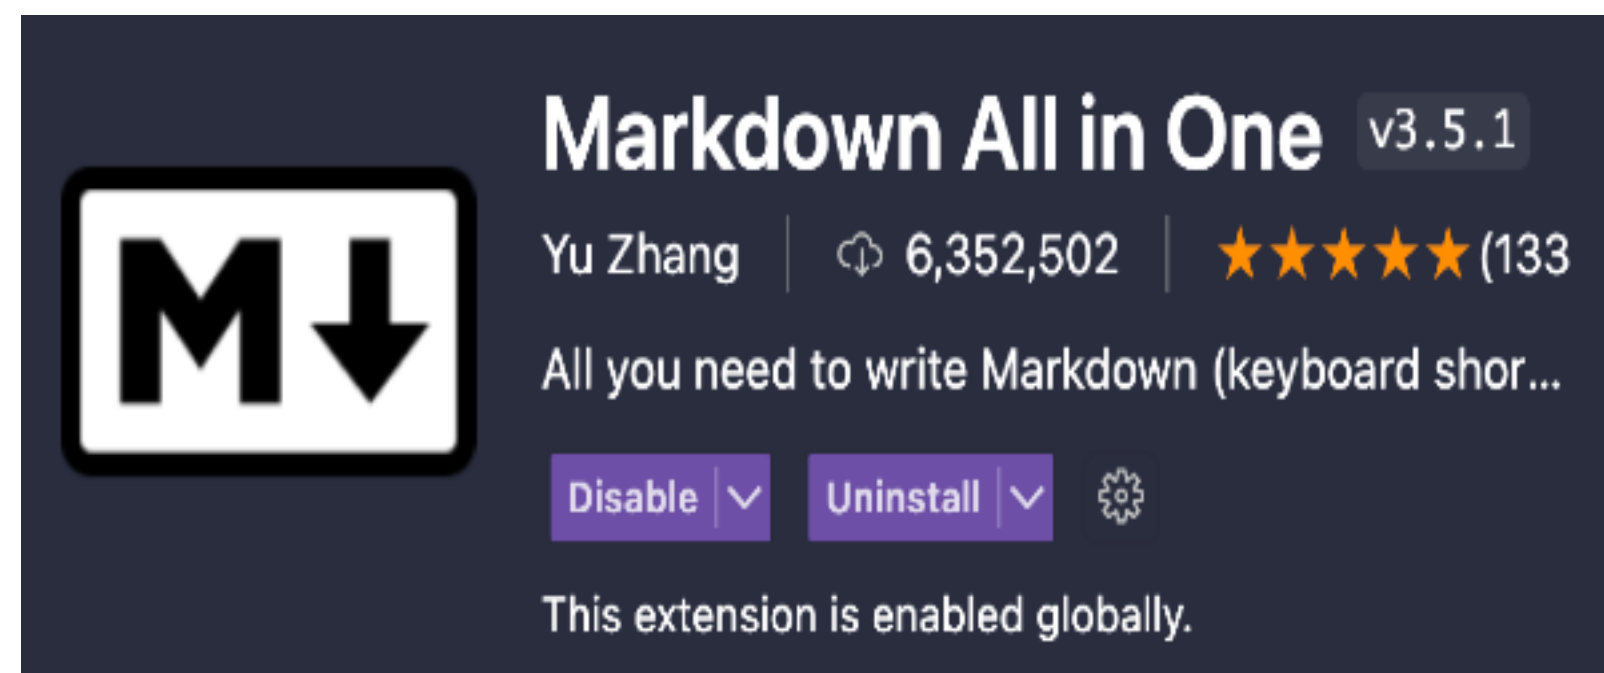 Markdown All in One v3.5.1
Yu Zhang 6,352,502 ★★★★★(133
All you need to write Markdown (keyboard shor...
Disable Uninstall
This extension is enabled globally.
M